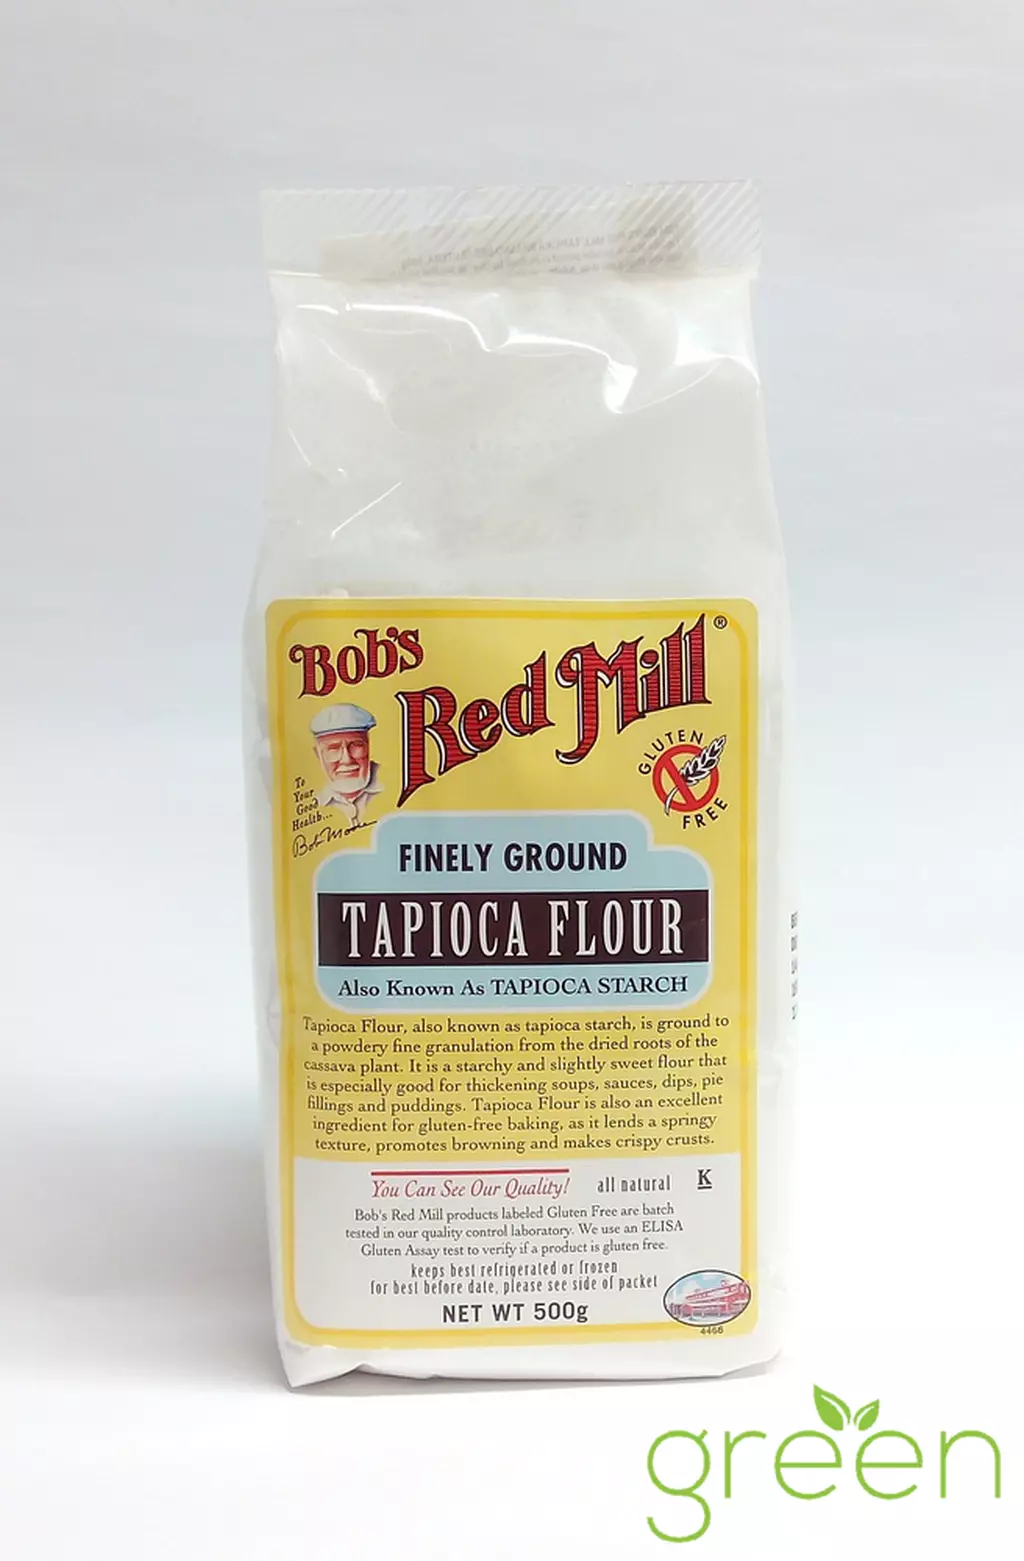 Bob's
Red Mill®
GLUTEN
FREE
To
Your
Good
Health...
Bob Moore
FINELY GROUND
TAPIOCA FLOUR
Also Known As TAPIOCA STARCH
Tapioca Flour, also known as tapioca starch, is ground to
a powdery fine granulation from the dried roots of the
cassava plant. It is a starchy and slightly sweet flour that
is especially good for thickening soups, sauces, dips, pie
fillings and puddings. Tapioca Flour is also an excellent
ingredient for gluten-free baking, as it lends a springy
texture, promotes browning and makes crispy crusts.
You Can See Our Quality!
all natural
K
Bob's Red Mill products labeled Gluten Free are batch
tested in our quality control laboratory. We use an ELISA
Gluten Assay test to verify if a product is gluten free.
keeps best refrigerated or frozen
for best before date, please see side of packet
NET WT 500g
4466
green